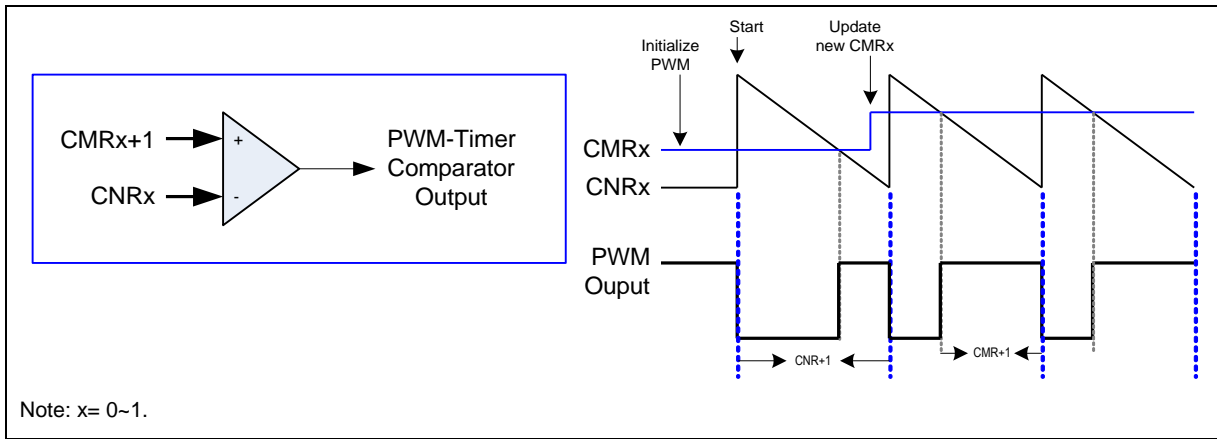 CMRx+1
CNRx
+
-
PWM-Timer
Comparator
Output
Start
Initialize
PWM
Update
new CMRx
CMRx
CNRx
PWM
Ouput
CNR+1
CMR+1
Note: x= 0~1.